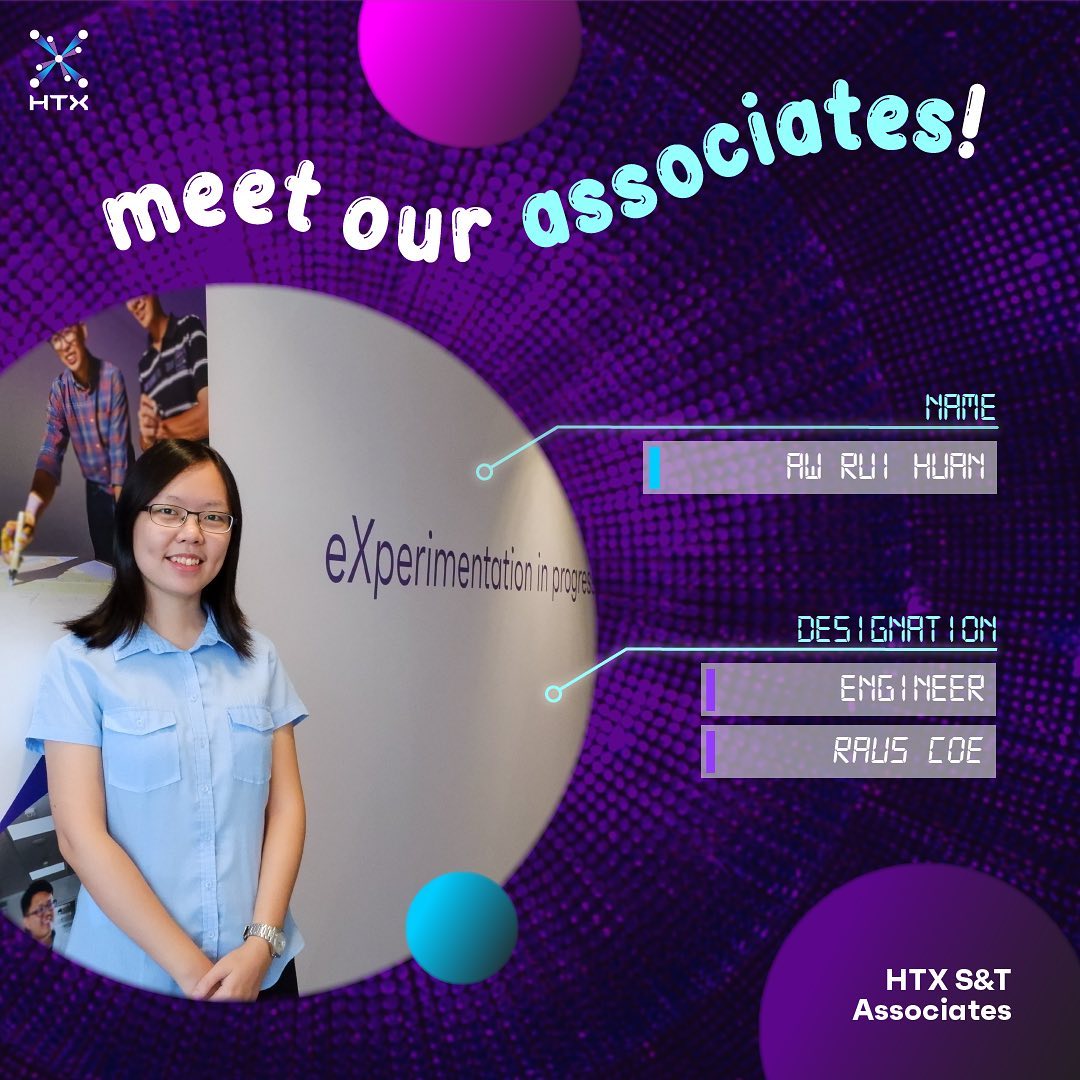 HTX
meet our associates!
NAME
AW RUI HUAN
eXperimentation in progress
DESIGNATION
ENGINEER
RAUS COE
HTX S&T
Associates